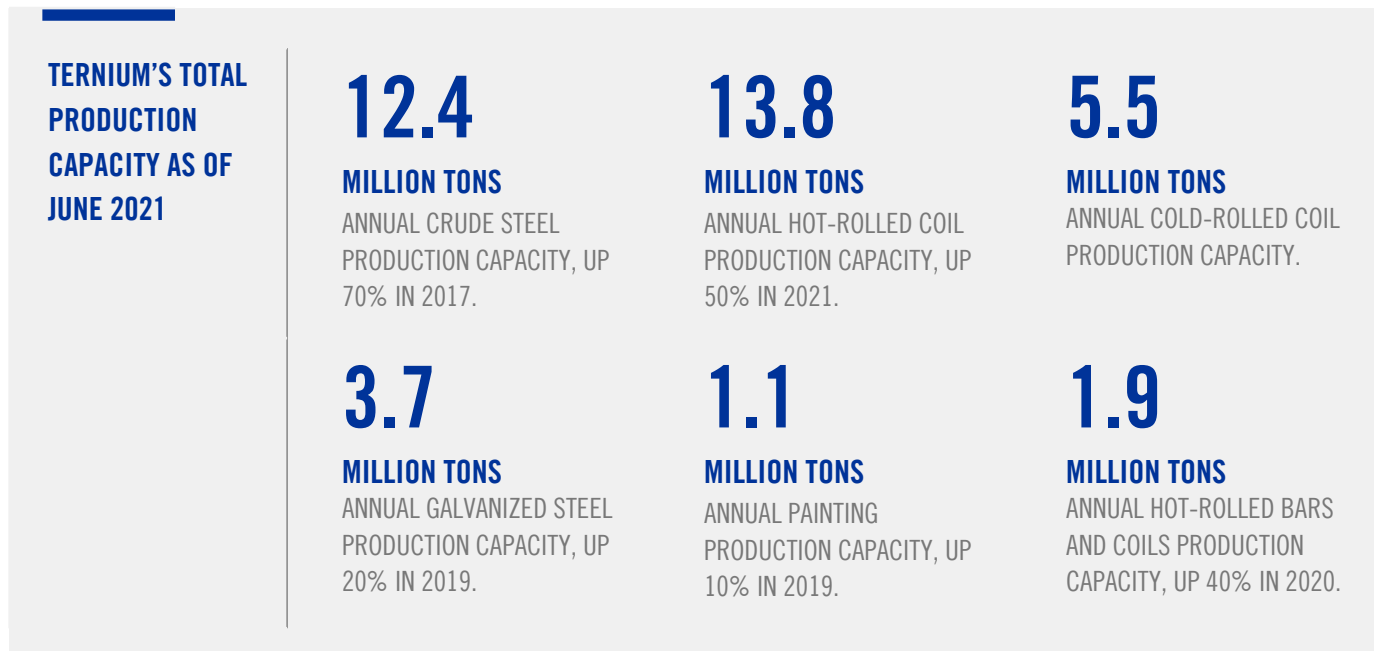 TERNIUM'S TOTAL
PRODUCTION
CAPACITY AS OF
JUNE 2021
12.4
MILLION TONS
ANNUAL CRUDE STEEL
PRODUCTION CAPACITY, UP
70% IN 2017.
13.8
MILLION TONS
ANNUAL HOT-ROLLED COIL
PRODUCTION CAPACITY, UP
50% IN 2021.
5.5
MILLION TONS
ANNUAL COLD-ROLLED COIL
PRODUCTION CAPACITY.
3.7
MILLION TONS
ANNUAL GALVANIZED STEEL
PRODUCTION CAPACITY, UP
20% IN 2019.
1.1
MILLION TONS
ANNUAL PAINTING
PRODUCTION CAPACITY, UP
10% IN 2019.
1.9
MILLION TONS
ANNUAL HOT-ROLLED BARS
AND COILS PRODUCTION
CAPACITY, UP 40% IN 2020.